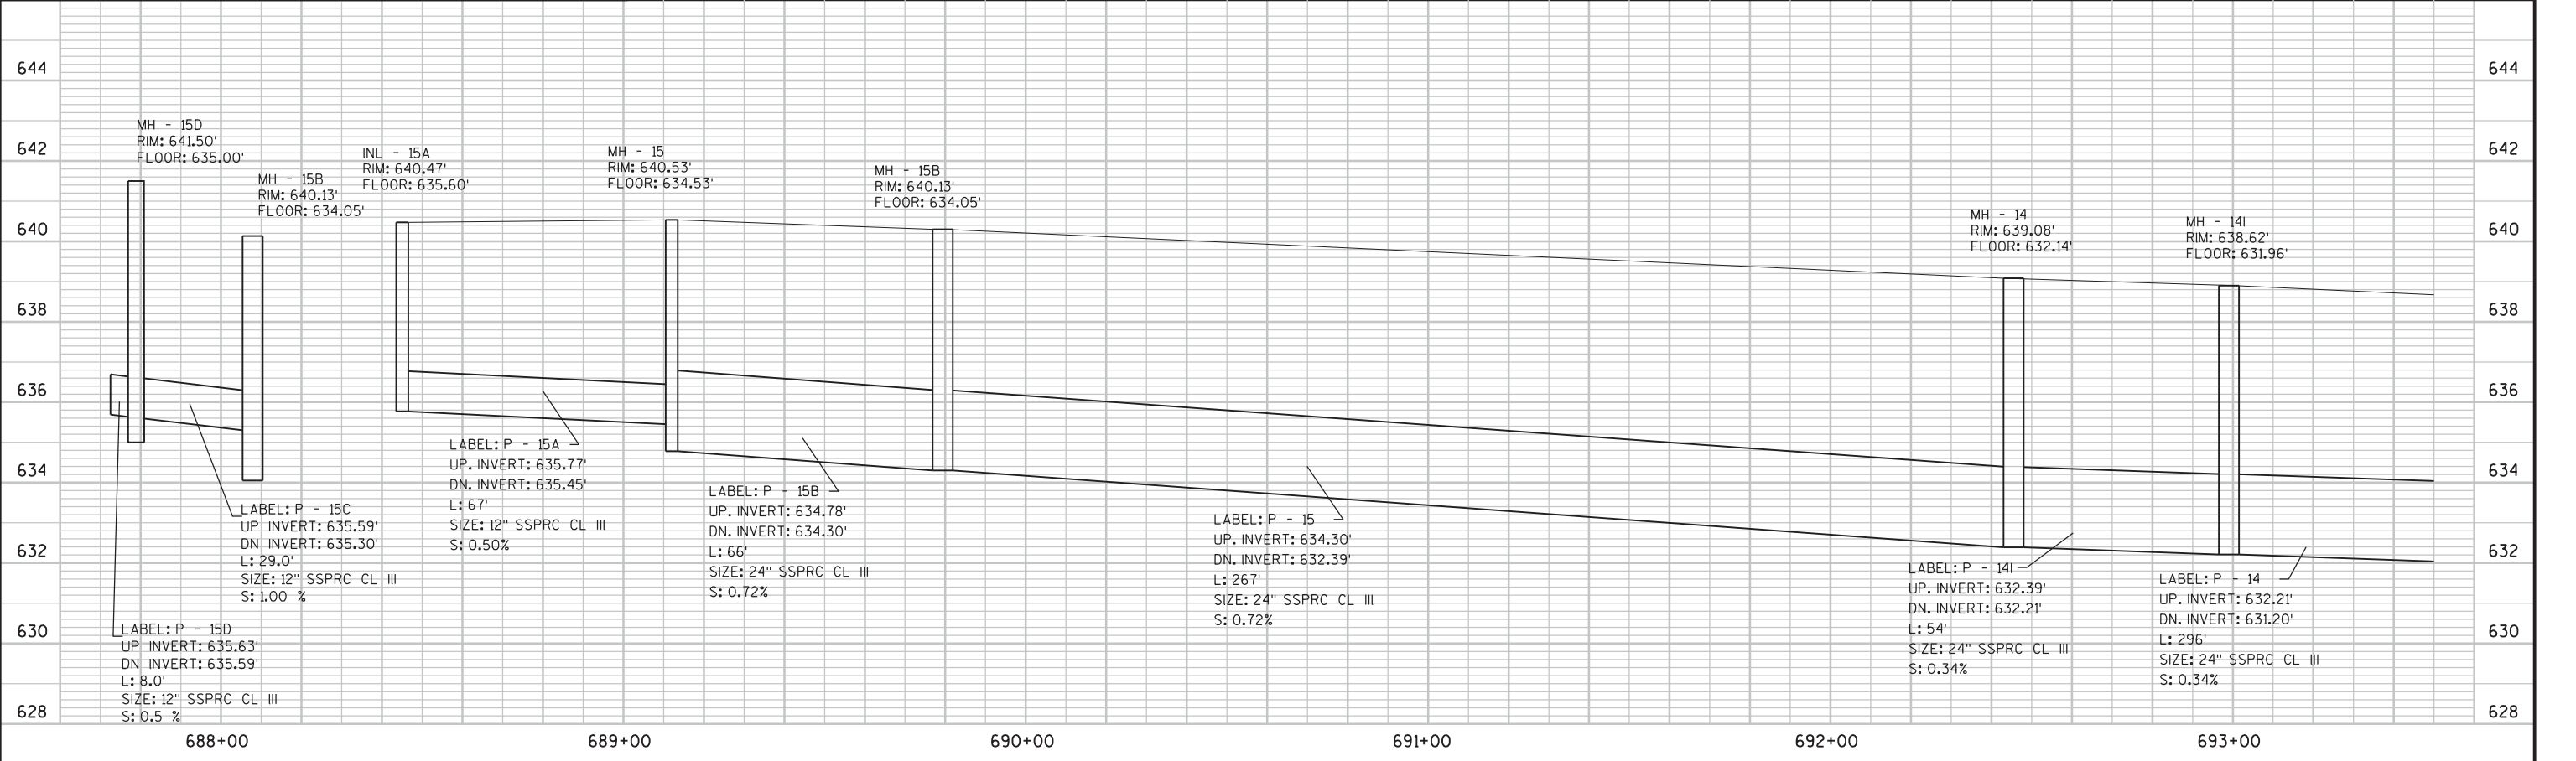 644
644
642
642
640
640
638
638
636
636
634
634
632
632
630
630
628
628
MH - 15D
RIM: 641.50'
FLOOR: 635.00'
MH - 15B
RIM: 640.13'
FLOOR: 634.05'
INL - 15A
RIM: 640.47'
FLOOR: 635.60'
MH - 15
RIM: 640.53'
FLOOR: 634.53'
MH - 15B
RIM: 640.13'
FLOOR: 634.05'
MH - 14
RIM: 639.08'
FLOOR: 632.14'
MH - 14I
RIM: 638.62'
FLOOR: 631.96'
LABEL: P - 15D
UP INVERT: 635.63'
DN INVERT: 635.59'
L: 8.0'
SIZE: 12" SSPRC CL III
S: 0.5 %
LABEL: P - 15C
UP INVERT: 635.59'
DN INVERT: 635.30'
L: 29.0'
SIZE: 12" SSPRC CL III
S: 1.00 %
LABEL: P - 15A
UP. INVERT: 635.77'
DN. INVERT: 635.45'
L: 67'
SIZE: 12" SSPRC CL III
S: 0.50%
LABEL: P - 15B
UP. INVERT: 634.78'
DN. INVERT: 634.30'
L: 66'
SIZE: 24" SSPRC CL III
S: 0.72%
LABEL: P - 15
UP. INVERT: 634.30'
DN. INVERT: 632.39'
L: 267'
SIZE: 24" SSPRC CL III
S: 0.72%
LABEL: P - 14I
UP. INVERT: 632.39'
DN. INVERT: 632.21'
L: 54'
SIZE: 24" SSPRC CL III
S: 0.34%
LABEL: P - 14
UP. INVERT: 632.21'
DN. INVERT: 631.20'
L: 296'
SIZE: 24" SSPRC CL III
S: 0.34%
688+00
689+00
690+00
691+00
692+00
693+00